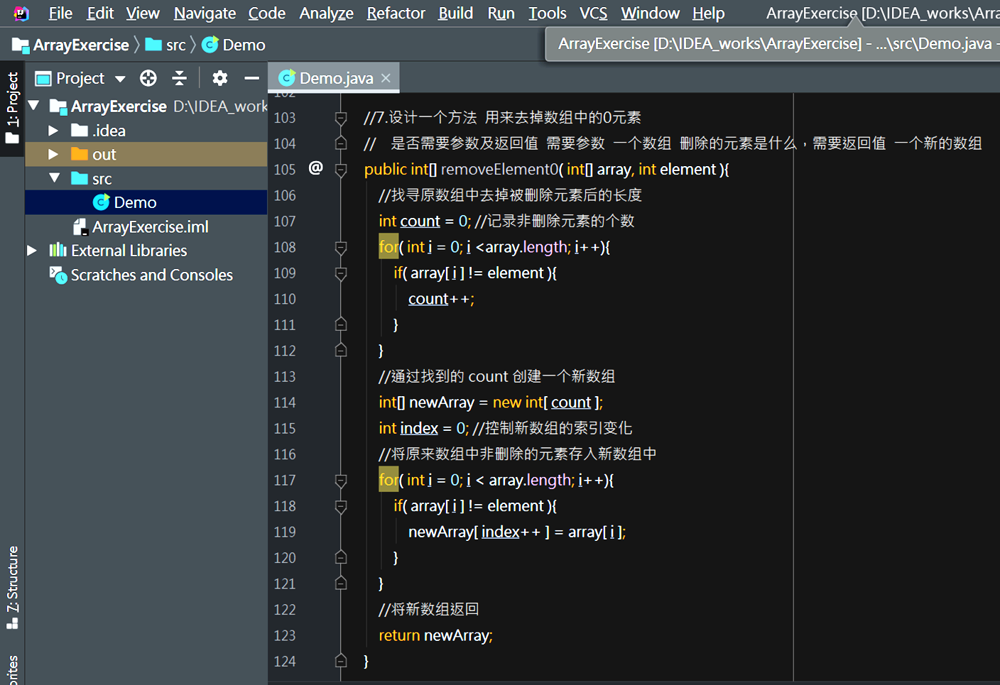 File Edit View Navigate Code Analyze Refactor Build Run Tools VCS Window Help ArrayExercise [D:\IDEA_works\Arra
ArrayExercise src Demo
ArrayExercise [D:\IDEA_works\ArrayExercise] - ...\src\Demo.java -
Project
Demo.java
1: Project
ArrayExercise D:\IDEA_work
.idea
out
src
Demo
ArrayExercise.iml
External Libraries
Scratches and Consoles
Z: Structure
102
103 //7.设计一个方法 用来去掉数组中的0元素
104 // 是否需要参数及返回值 需要参数 一个数组 删除的元素是什么，需要返回值 一个新的数组
105 @ public int[] removeElement0( int[] array, int element ){
106 //找寻原数组中去掉被删除元素后的长度
107 int count = 0; //记录非删除元素的个数
108 for( int i = 0; i <array.length; i++){
109 if( array[ i ] != element ){
110 count++;
111 }
112 }
113 //通过找到的 count 创建一个新数组
114 int[] newArray = new int[ count ];
115 int index = 0; //控制新数组的索引变化
116 //将原来数组中非删除的元素存入新数组中
117 for( int i = 0; i < array.length; i++){
118 if( array[ i ] != element ){
119 newArray[ index++ ] = array[ i ];
120 }
121 }
122 //将新数组返回
123 return newArray;
124 }